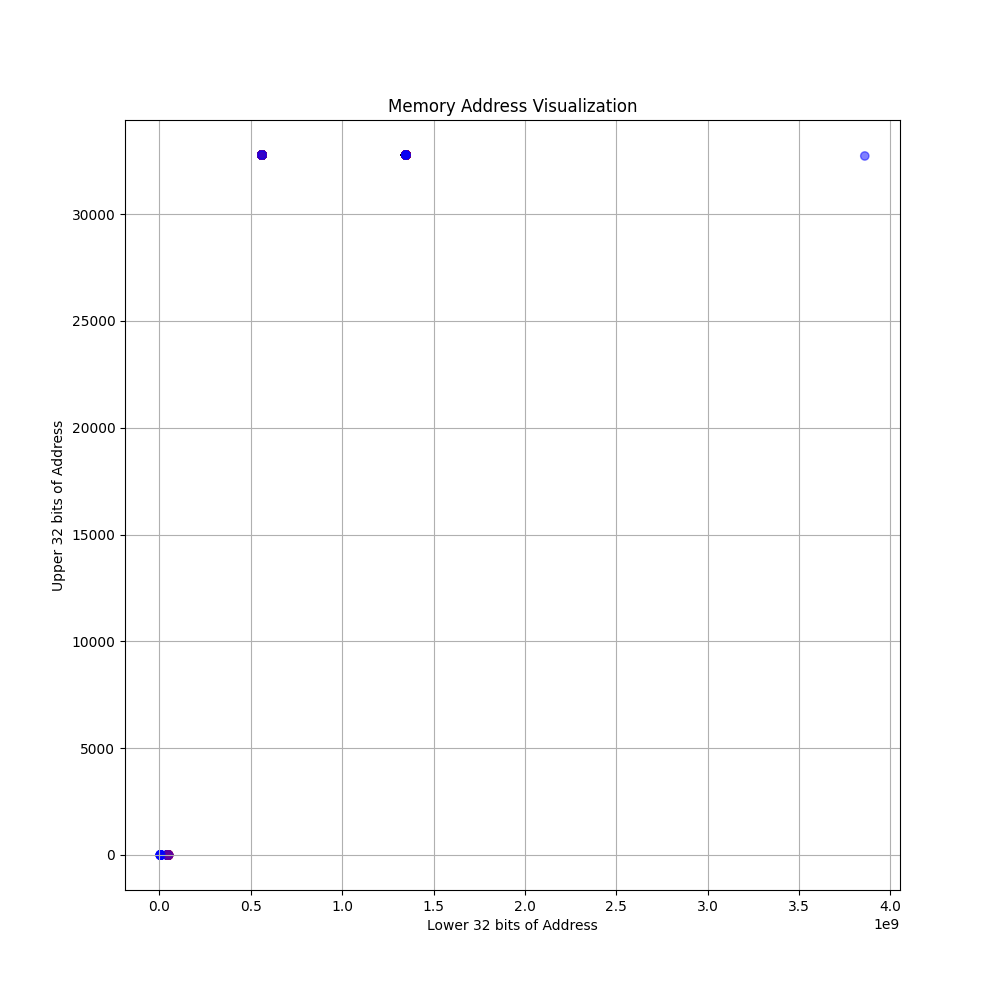 Memory Address Visualization
30000
25000
20000
15000
10000
5000
0
Upper 32 bits of Address
0.0 0.5 1.0 1.5 2.0 2.5 3.0 3.5 4.0
1e9
Lower 32 bits of Address